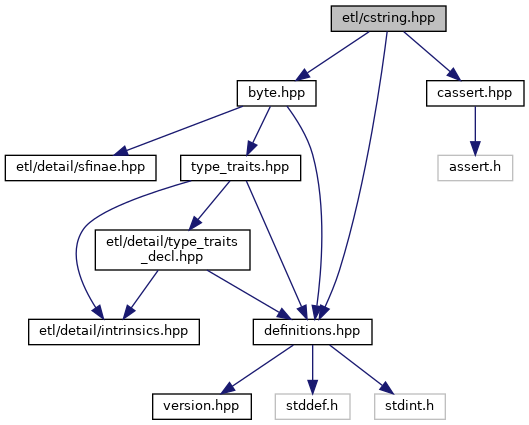 etl/cstring.hpp
byte.hpp
cassert.hpp
etl/detail/sfinae.hpp
type_traits.hpp
assert.h
etl/detail/type_traits
_decl.hpp
etl/detail/intrinsics.hpp
definitions.hpp
version.hpp
stddef.h
stdint.h